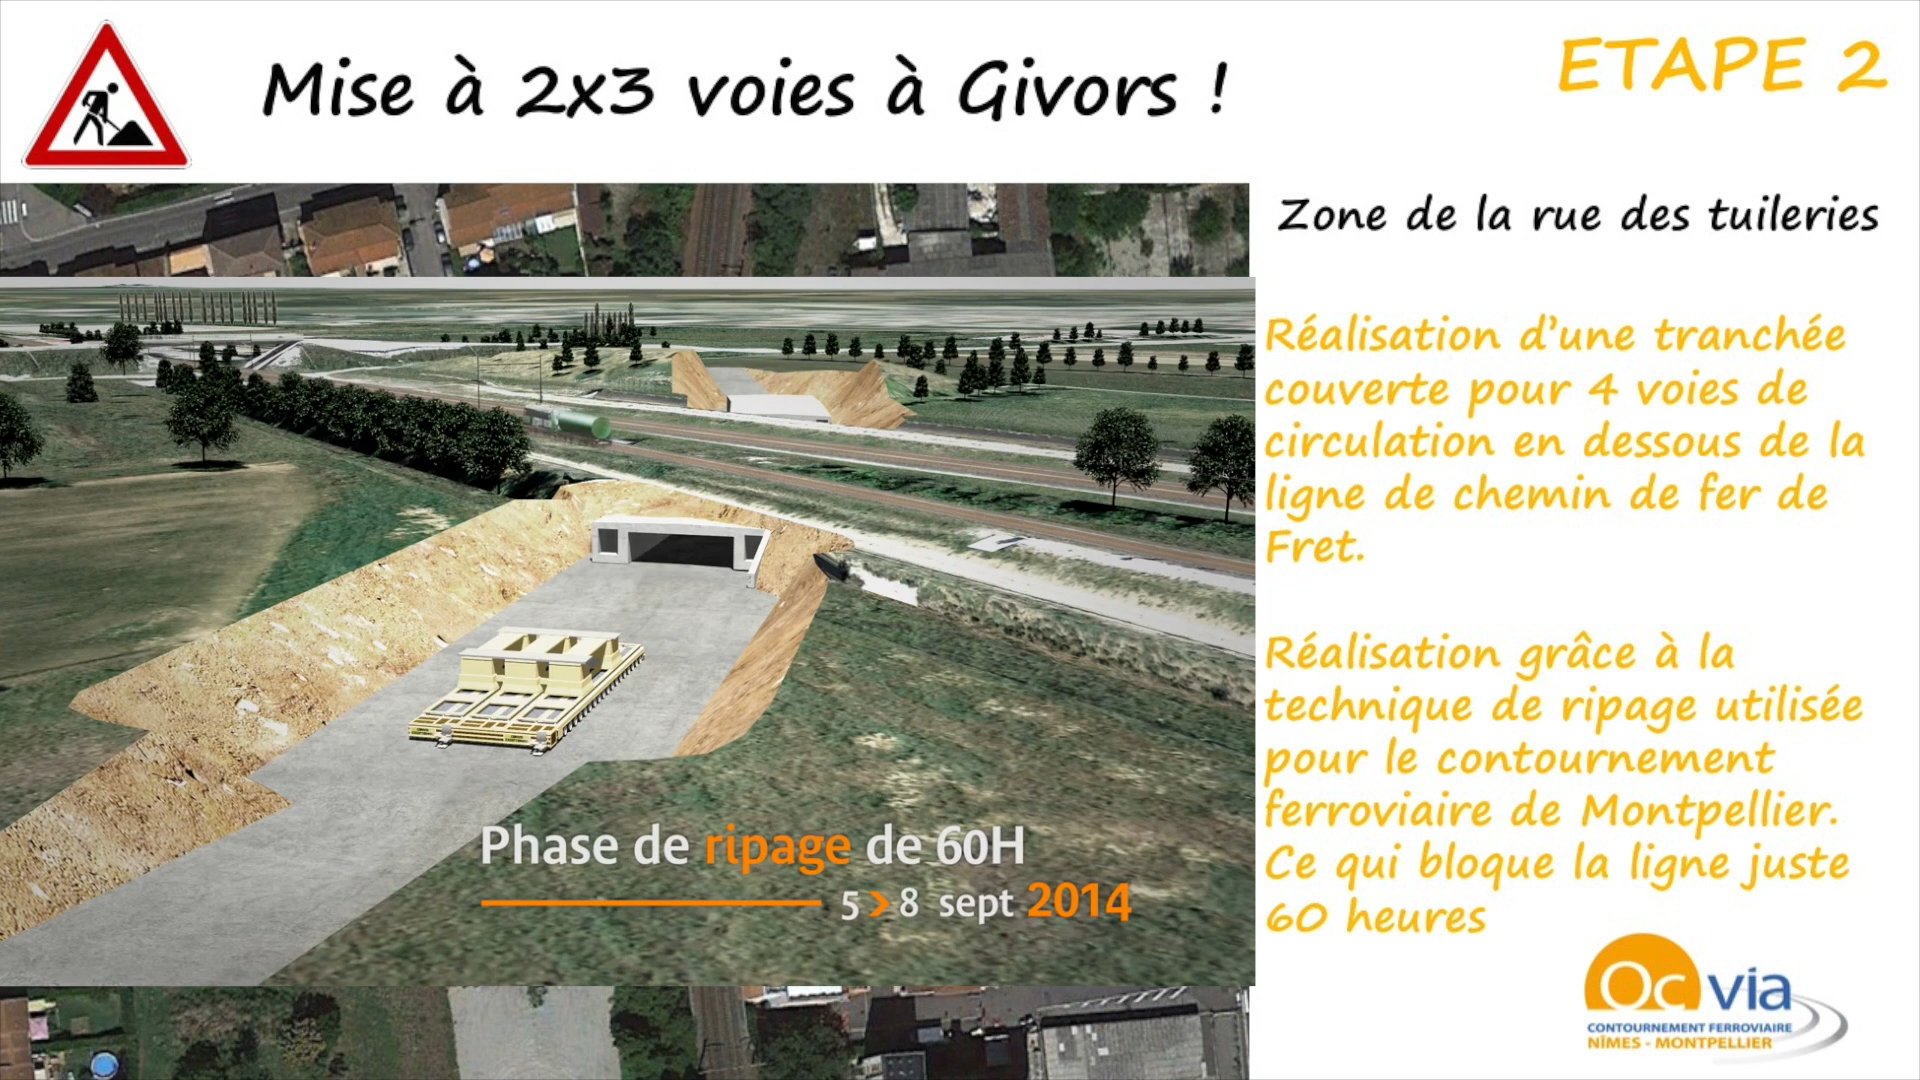 Mise à 2x3 voies à Givors !
ETAPE 2
Zone de la rue des tuileries
Réalisation d'une tranchée
couverte pour 4 voies de
circulation en dessous de la
ligne de chemin de fer de
Fret.
Réalisation grâce à la
technique de ripage utilisée
pour le contournement
ferroviaire de Montpellier.
Ce qui bloque la ligne juste
60 heures
Phase de ripage de 60H
5 > 8 sept 2014
Oc via
CONTOURNEMENT FERROVIAIRE
NÎMES - MONTPELLIER